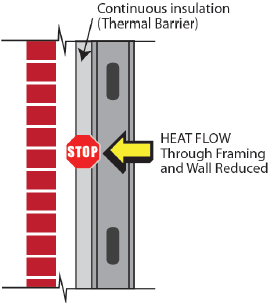 Continuous insulation
(Thermal Barrier)
STOP
HEAT FLOW
Through Framing
and Wall Reduced